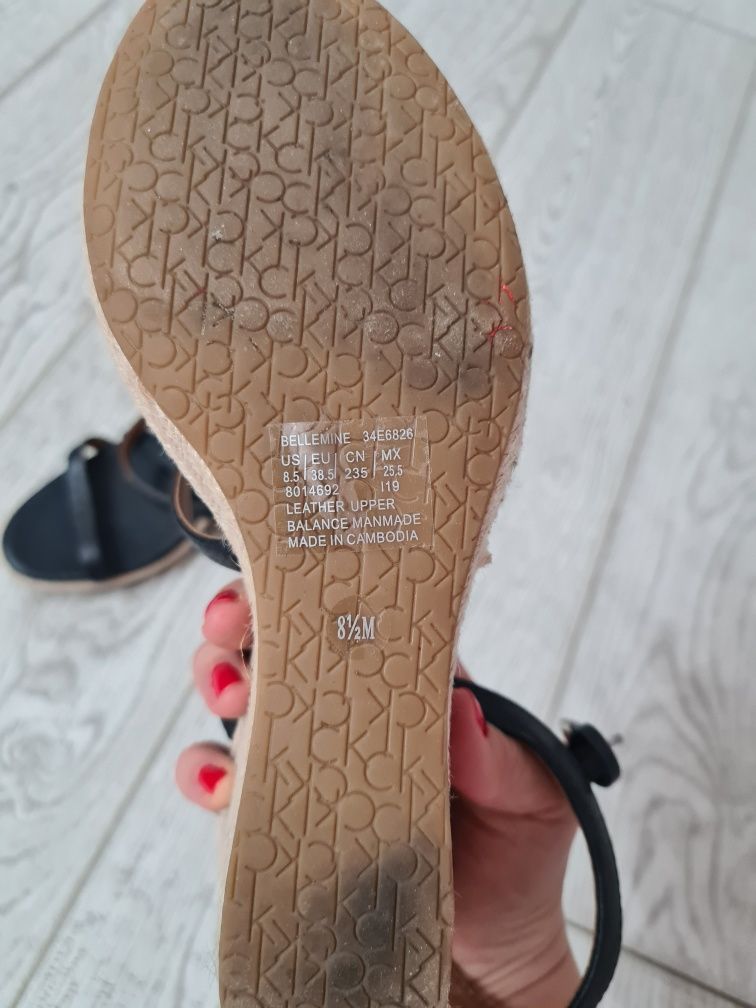 BELLEMINE 34E6826
US | EU | CN | MX
8.5 | 38.5 | 235 | 25.5
8014692 I19
LEATHER UPPER
BALANCE MANMADE
MADE IN CAMBODIA
8½M